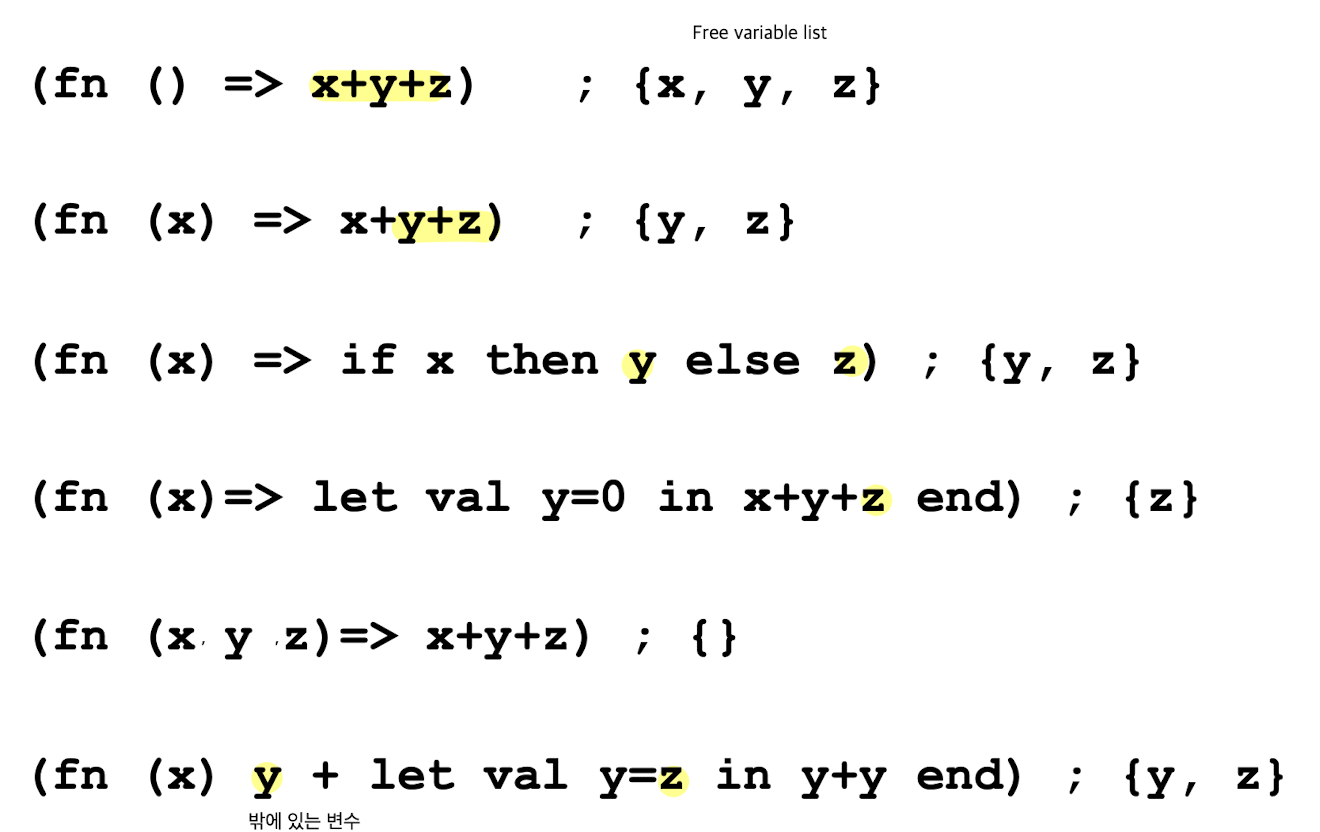 Free variable list
(fn () => x+y+z) ; {x, y, z}
(fn (x) => x+y+z) ; {y, z}
(fn (x) => if x then y else z) ; {y, z}
(fn (x)=> let val y=0 in x+y+z end) ; {z}
(fn (x, y ,z)=> x+y+z) ; {}
(fn (x) y + let val y=z in y+y end) ; {y, z}
밖에 있는 변수